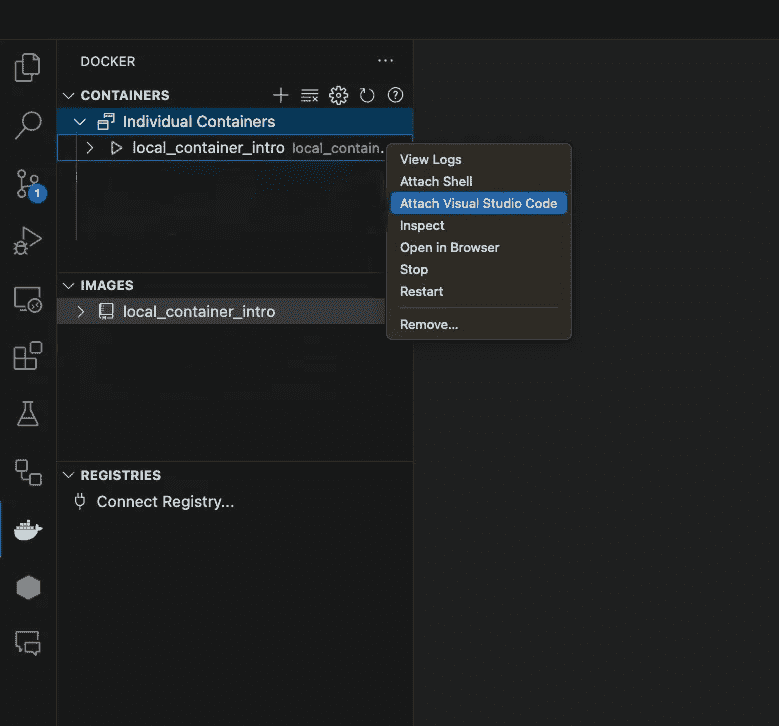 DOCKER
CONTAINERS
Individual Containers
local_container_intro local_contain.
View Logs
Attach Shell
Attach Visual Studio Code
Inspect
Open in Browser
Stop
Restart
Remove...
1
IMAGES
local_container_intro
REGISTRIES
Connect Registry...